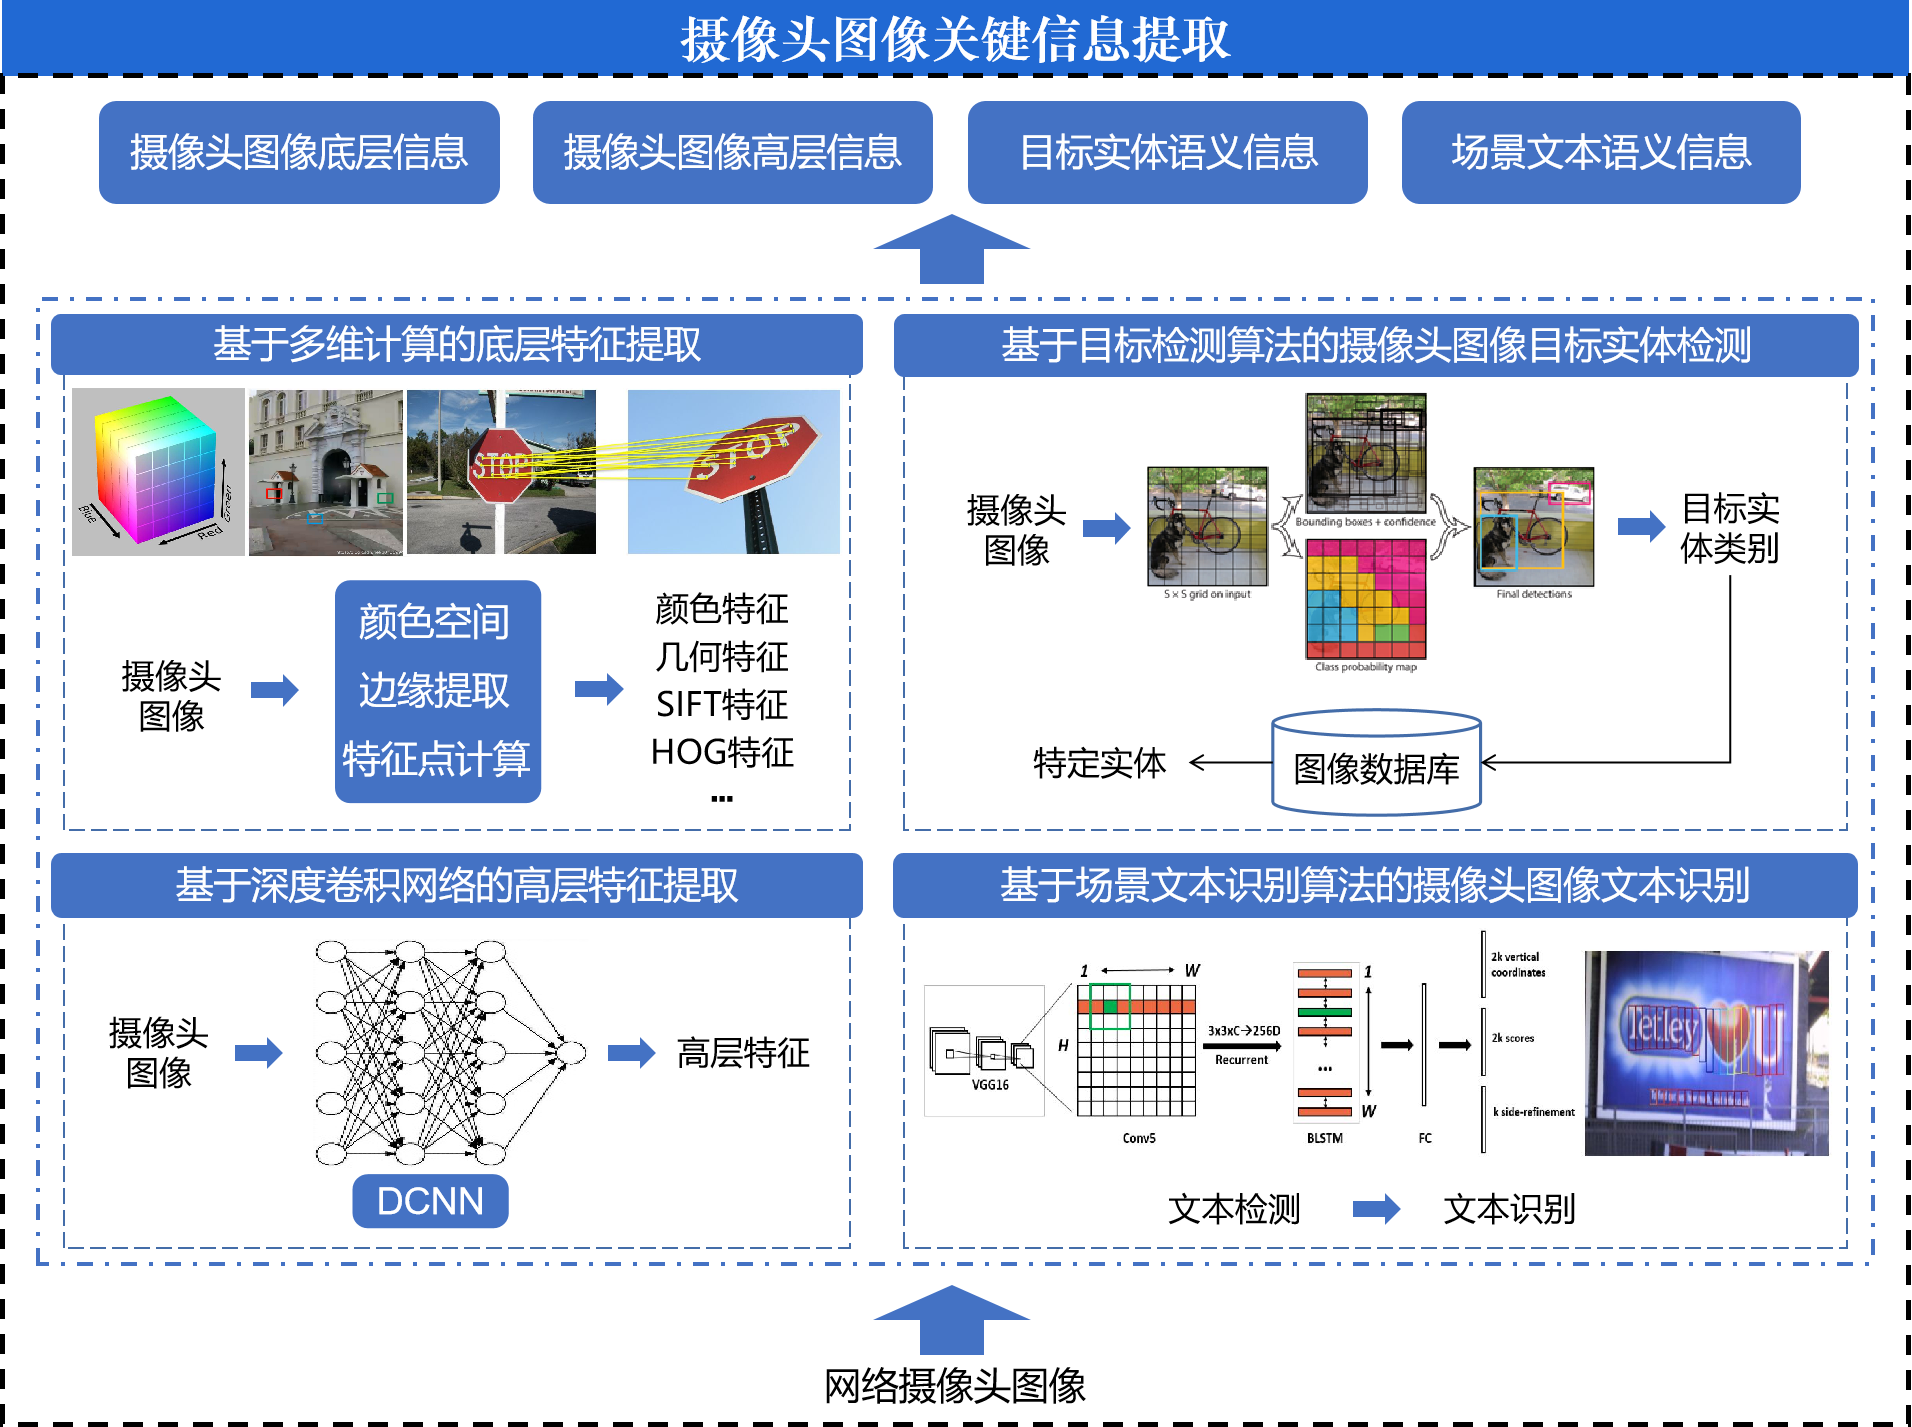 摄像头图像关键信息提取
摄像头图像底层信息
摄像头图像高层信息
目标实体语义信息
场景文本语义信息
基于多维计算的底层特征提取
Blue
Red
Green
STOP
STOP
摄像头
图像
颜色空间
边缘提取
特征点计算
颜色特征
几何特征
SIFT特征
HOG特征
...
基于目标检测算法的摄像头图像目标实体检测
摄像头
图像
S × S grid on input
Bounding boxes + confidence
Class probability map
Final detections
目标实
体类别
图像数据库
特定实体
基于深度卷积网络的高层特征提取
摄像头
图像
DCNN
高层特征
基于场景文本识别算法的摄像头图像文本识别
VGG16
1
W
H
Conv5
3x3xC→256D
Recurrent
1
...
W
BLSTM
FC
2k vertical
coordinates
2k scores
k side-refinement
Tetley
U
文本检测
文本识别
网络摄像头图像